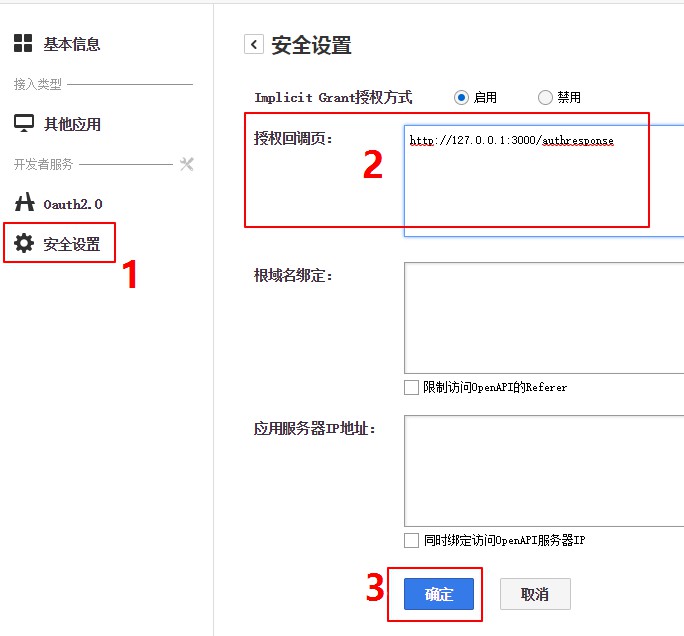 基本信息
接入类型
其他应用
开发者服务
Oauth2.0
安全设置
1
安全设置
Implicit Grant授权方式 启用 禁用
授权回调页：
2
http://127.0.0.1:3000/authresponse
根域名绑定：
限制访问OpenAPI的Referer
应用服务器IP地址：
同时绑定访问OpenAPI服务器IP
3
确定 取消